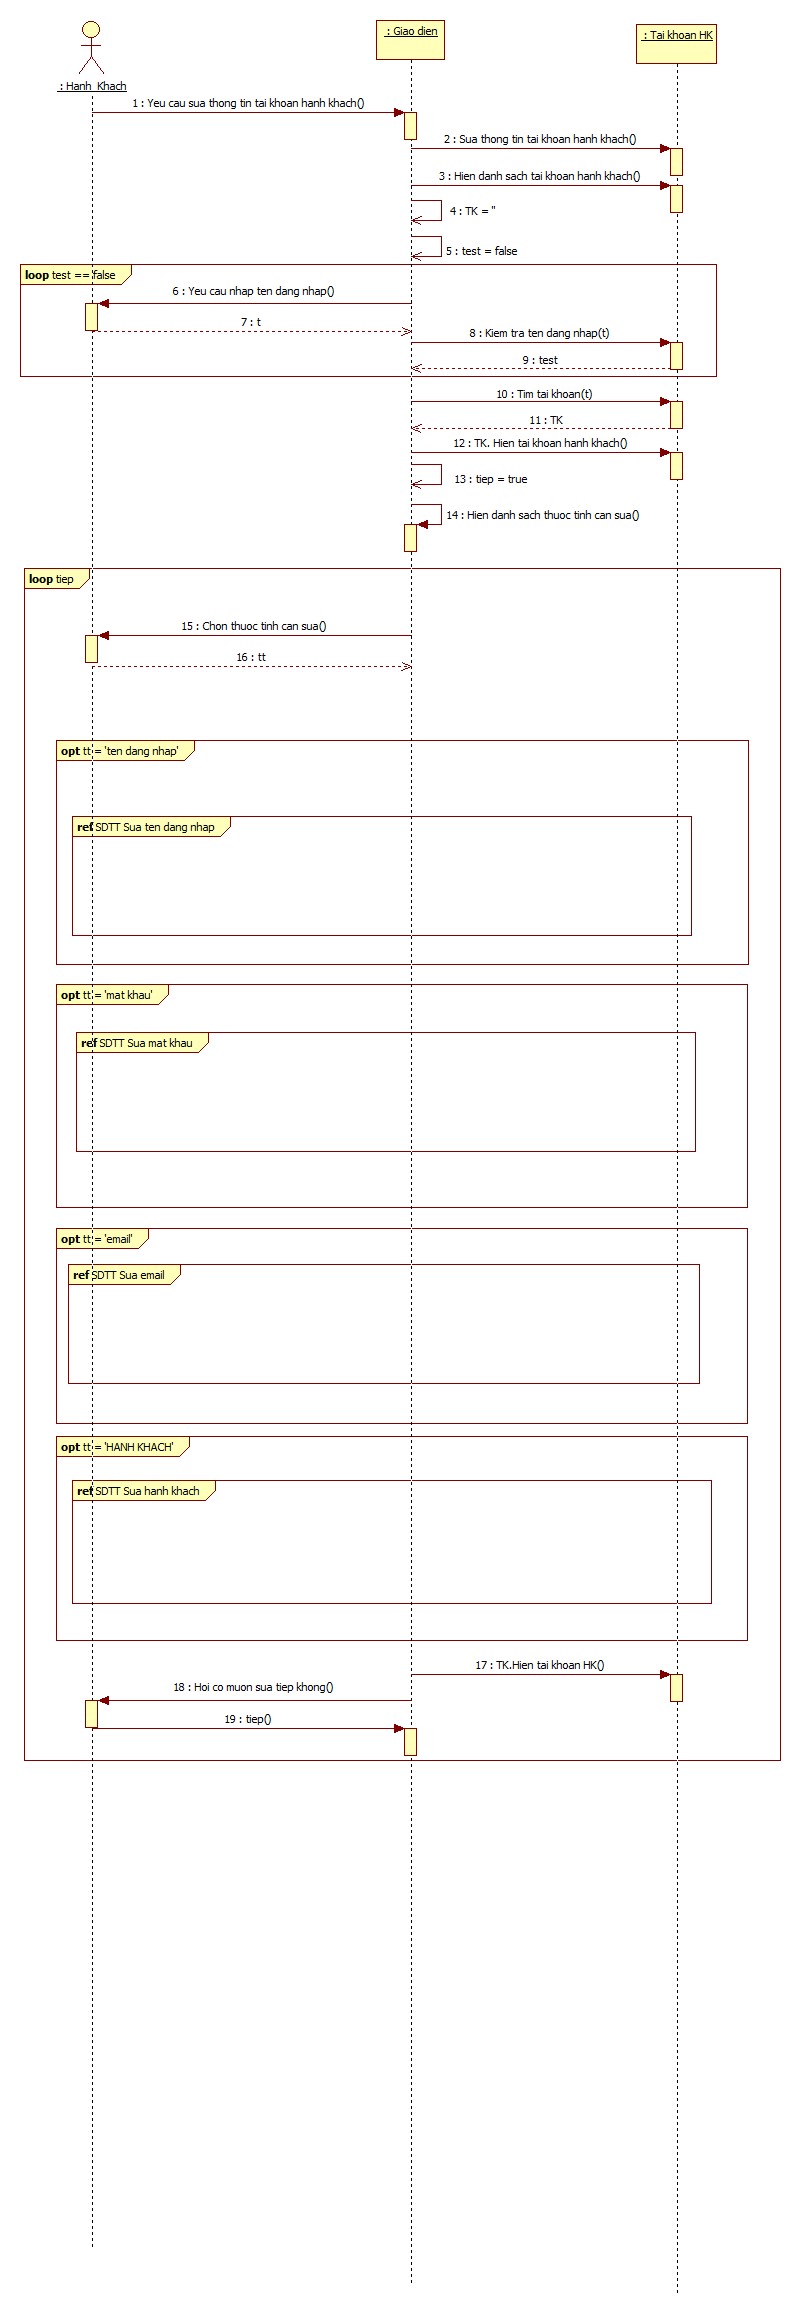 : Giao dien
: Tai khoan HK
: Hanh_Khach
1 : Yeu cau sua thong tin tai khoan hanh khach()
2 : Sua thong tin tai khoan hanh khach()
3 : Hien danh sach tai khoan hanh khach()
4 : TK = ''
5 : test = false
loop test == false
6 : Yeu cau nhap ten dang nhap()
7 : t
8 : Kiem tra ten dang nhap(t)
9 : test
10 : Tim tai khoan(t)
11 : TK
12 : TK. Hien tai khoan hanh khach()
13 : tiep = true
14 : Hien danh sach thuoc tinh can sua()
loop tiep
15 : Chon thuoc tinh can sua()
16 : tt
opt tt = 'ten dang nhap'
ref SDTT Sua ten dang nhap
opt tt = 'mat khau'
ref SDTT Sua mat khau
opt tt = 'email'
ref SDTT Sua email
opt tt = 'HANH KHACH'
ref SDTT Sua hanh khach
17 : TK.Hien tai khoan HK()
18 : Hoi co muon sua tiep khong()
19 : tiep()